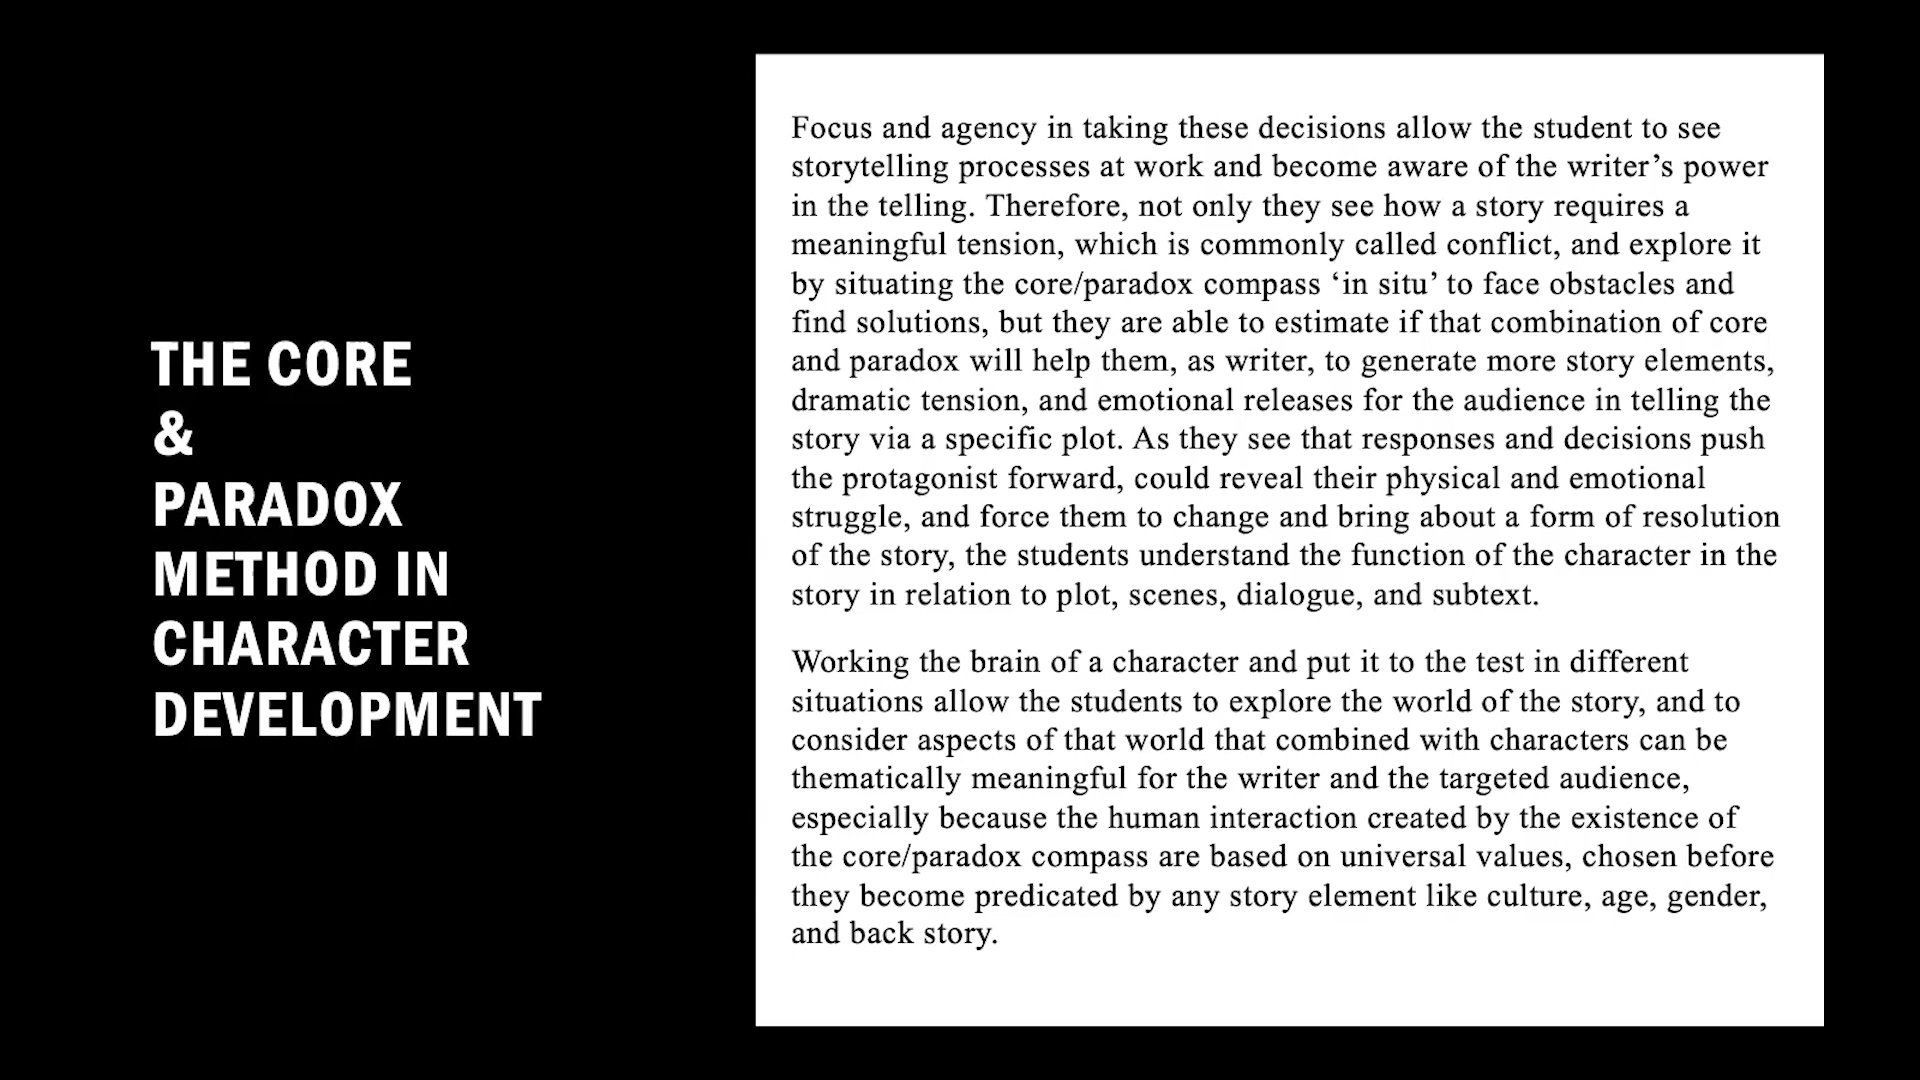 THE CORE
&
PARADOX
METHOD IN
CHARACTER
DEVELOPMENT
Focus and agency in taking these decisions allow the student to see
storytelling processes at work and become aware of the writer’s power
in the telling. Therefore, not only they see how a story requires a
meaningful tension, which is commonly called conflict, and explore it
by situating the core/paradox compass ‘in situ’ to face obstacles and
find solutions, but they are able to estimate if that combination of core
and paradox will help them, as writer, to generate more story elements,
dramatic tension, and emotional releases for the audience in telling the
story via a specific plot. As they see that responses and decisions push
the protagonist forward, could reveal their physical and emotional
struggle, and force them to change and bring about a form of resolution
of the story, the students understand the function of the character in the
story in relation to plot, scenes, dialogue, and subtext.
Working the brain of a character and put it to the test in different
situations allow the students to explore the world of the story, and to
consider aspects of that world that combined with characters can be
thematically meaningful for the writer and the targeted audience,
especially because the human interaction created by the existence of
the core/paradox compass are based on universal values, chosen before
they become predicated by any story element like culture, age, gender,
and back story.